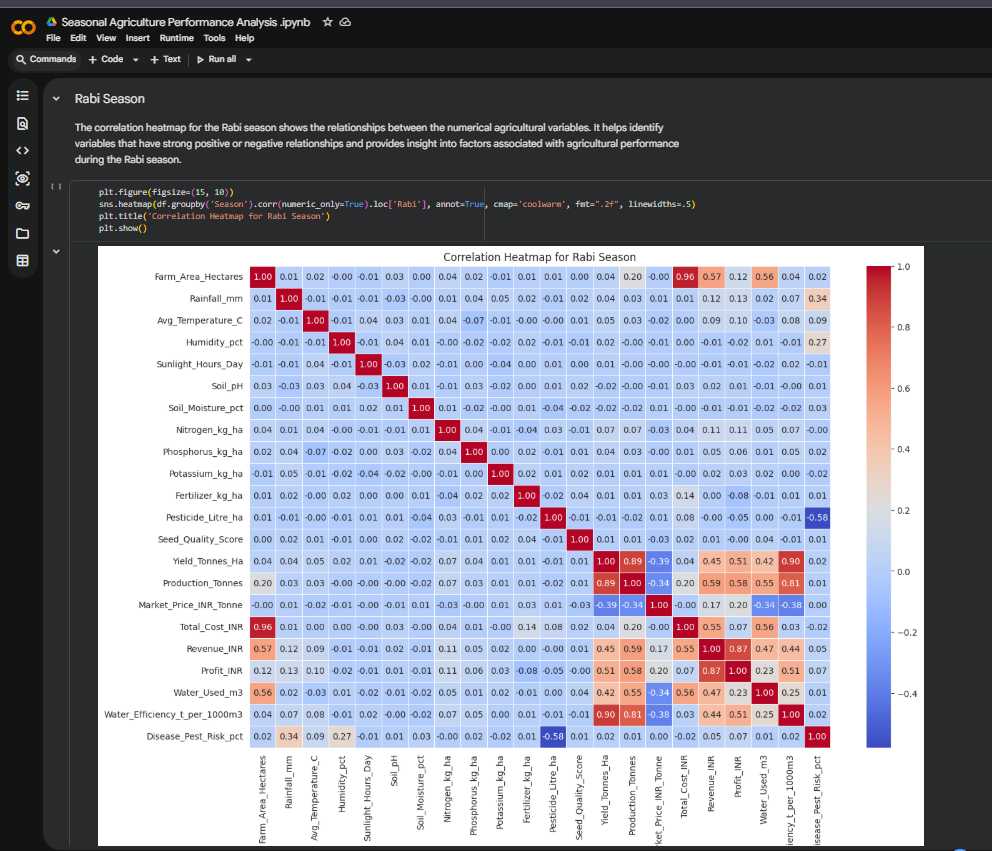 Seasonal Agriculture Performance Analysis .ipynb
File Edit View Insert Runtime Tools Help
Commands + Code + Text Run all
Rabi Season
The correlation heatmap for the Rabi season shows the relationships between the numerical agricultural variables. It helps identify
variables that have strong positive or negative relationships and provides insight into factors associated with agricultural performance
during the Rabi season.
[ ]
plt.figure(figsize=(15, 10))
sns.heatmap(df.groupby('Season').corr(numeric_only=True).loc['Rabi'], annot=True, cmap='coolwarm', fmt=".2f", linewidths=.5)
plt.title('Correlation Heatmap for Rabi Season')
plt.show()
Correlation Heatmap for Rabi Season
Farm_Area_Hectares 1.00 0.01 0.02 -0.00 -0.01 0.03 0.00 0.04 0.02 -0.01 0.01 0.01 0.00 0.04 0.20 -0.00 0.96 0.57 0.12 0.56 0.04 0.02
Rainfall_mm 0.01 1.00 -0.01 -0.01 -0.01 -0.03 -0.00 0.01 0.04 0.05 0.02 -0.01 0.02 0.04 0.03 0.01 0.01 0.12 0.13 0.02 0.07 0.34
Avg_Temperature_C 0.02 -0.01 1.00 -0.01 0.04 0.03 0.01 0.04 -0.07 -0.01 -0.00 -0.00 0.01 0.05 0.03 -0.02 0.00 0.09 0.10 -0.03 0.08 0.09
Humidity_pct -0.00 -0.01 -0.01 1.00 -0.01 0.04 0.01 -0.00 -0.02 -0.02 0.02 -0.01 0.01 0.02 0.03 -0.01 0.00 -0.01 -0.02 0.01 -0.01 0.27
Sunlight_Hours_Day -0.01 -0.01 0.04 -0.01 1.00 -0.03 0.02 -0.01 0.00 -0.04 0.00 0.01 -0.00 0.01 -0.00 0.01 -0.00 -0.01 -0.01 -0.02 0.02 -0.01
Soil_pH 0.03 -0.03 0.03 0.04 -0.03 1.00 0.01 -0.01 0.03 -0.02 0.00 0.01 0.02 -0.02 -0.00 -0.01 0.03 0.02 0.01 -0.01 -0.00 0.01
Soil_Moisture_pct 0.00 -0.00 0.01 0.01 0.02 0.01 1.00 0.01 -0.02 -0.00 0.01 -0.04 -0.02 -0.02 -0.02 0.01 -0.00 -0.01 0.01 -0.02 -0.02 0.03
Nitrogen_kg_ha 0.04 0.01 0.04 -0.00 -0.01 -0.01 0.01 1.00 0.04 -0.01 -0.04 0.03 -0.01 0.07 0.07 -0.03 0.04 0.11 0.11 0.05 0.07 -0.00
Phosphorus_kg_ha 0.02 0.04 -0.07 -0.02 0.00 0.03 -0.02 0.04 1.00 0.00 0.02 -0.01 0.01 0.04 0.03 -0.00 0.01 0.05 0.06 0.01 0.05 0.02
Potassium_kg_ha -0.01 0.05 -0.01 -0.02 -0.04 -0.02 -0.00 -0.01 0.00 1.00 0.02 0.01 0.02 0.01 0.01 0.01 -0.00 0.02 0.03 0.02 0.00 -0.02
Fertilizer_kg_ha 0.01 0.02 -0.00 0.02 0.00 0.00 0.01 -0.04 0.02 0.02 1.00 -0.02 0.04 0.01 0.01 0.03 0.14 0.00 -0.08 -0.01 0.01 0.01
Pesticide_Litre_ha 0.01 -0.01 -0.00 -0.01 0.01 0.01 -0.04 0.03 -0.01 0.01 -0.02 1.00 -0.01 -0.01 -0.02 0.01 0.08 -0.00 -0.05 0.00 -0.01 -0.58
Seed_Quality_Score 0.00 0.02 0.01 0.01 -0.00 0.02 -0.02 -0.01 0.01 0.02 0.04 -0.01 1.00 0.01 0.01 -0.03 0.02 0.01 -0.00 0.04 -0.01 0.01
Yield_Tonnes_Ha 0.04 0.04 0.05 0.02 0.01 -0.02 -0.02 0.07 0.04 0.01 0.01 -0.01 0.01 1.00 0.89 -0.39 0.04 0.45 0.51 0.42 0.90 0.02
Production_Tonnes 0.20 0.03 0.03 -0.00 -0.00 -0.00 -0.02 0.07 0.03 0.01 0.01 -0.02 0.01 0.89 1.00 -0.34 0.20 0.59 0.58 0.55 0.81 0.01
Market_Price_INR_Tonne -0.00 0.01 -0.02 -0.01 0.01 -0.01 0.01 -0.03 -0.00 0.01 0.03 0.01 -0.03 -0.39 -0.34 1.00 -0.00 0.17 0.20 -0.34 -0.38 0.00
Total_Cost_INR 0.96 0.01 0.00 0.00 -0.00 0.03 -0.00 0.04 0.01 -0.00 0.14 0.08 0.02 0.04 0.20 -0.00 1.00 0.55 0.07 0.56 0.03 -0.02
Revenue_INR 0.57 0.12 0.09 -0.01 -0.01 0.02 -0.01 0.11 0.05 0.02 0.00 -0.00 0.01 0.45 0.59 0.17 0.55 1.00 0.87 0.47 0.44 0.05
Profit_INR 0.12 0.13 0.10 -0.02 -0.01 0.01 0.01 0.11 0.06 0.03 -0.08 -0.05 -0.00 0.51 0.58 0.20 0.07 0.87 1.00 0.23 0.51 0.07
Water_Used_m3 0.56 0.02 -0.03 0.01 -0.02 -0.01 -0.02 0.05 0.01 0.02 -0.01 0.00 0.04 0.42 0.55 -0.34 0.56 0.47 0.23 1.00 0.25 0.01
Water_Efficiency_t_per_1000m3 0.04 0.07 0.08 -0.01 0.02 -0.00 -0.02 0.07 0.05 0.00 0.01 -0.01 -0.01 0.90 0.81 -0.38 0.03 0.44 0.51 0.25 1.00 0.02
Disease_Pest_Risk_pct 0.02 0.34 0.09 0.27 -0.01 0.01 0.03 -0.00 0.02 -0.02 0.01 -0.58 0.01 0.02 0.01 0.00 -0.02 0.05 0.07 0.01 0.02 1.00
Farm_Area_Hectares
Rainfall_mm
Avg_Temperature_C
Humidity_pct
Sunlight_Hours_Day
Soil_pH
Soil_Moisture_pct
Nitrogen_kg_ha
Phosphorus_kg_ha
Potassium_kg_ha
Fertilizer_kg_ha
Pesticide_Litre_ha
Seed_Quality_Score
Yield_Tonnes_Ha
Production_Tonnes
ket_Price_INR_Tonne
Total_Cost_INR
Revenue_INR
Profit_INR
Water_Used_m3
iency_t_per_1000m3
isease_Pest_Risk_pct
1.0
0.8
0.6
0.4
0.2
0.0
−0.2
−0.4